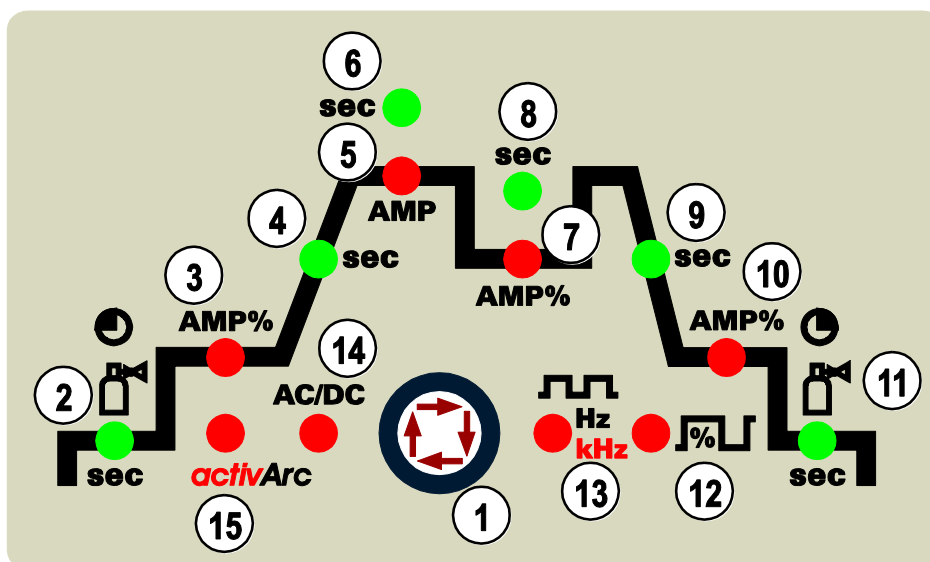 6
sec
8
5
sec
AMP
4
9
7
sec
sec
3
10
AMP%
AMP%
AMP%
14
2
AC/DC
11
Hz
%
kHz
sec
activArc
sec
13
12
15
1